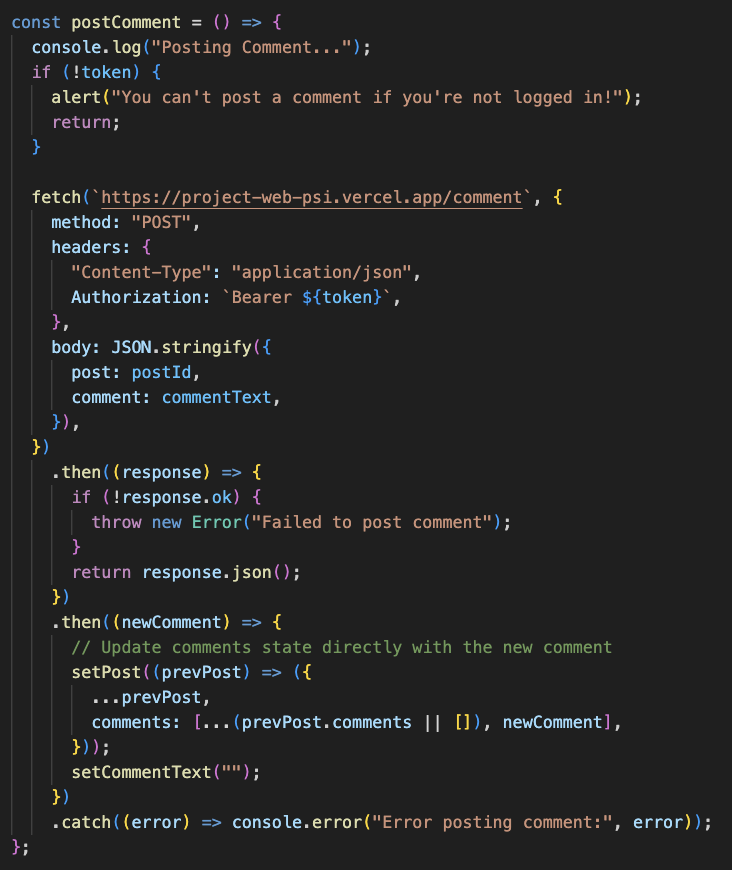 const postComment = () => {
  console.log("Posting Comment...");
  if (!token) {
    alert("You can't post a comment if you're not logged in!");
    return;
  }

  fetch(`https://project-web-psi.vercel.app/comment`, {
    method: "POST",
    headers: {
      "Content-Type": "application/json",
      Authorization: `Bearer ${token}`,
    },
    body: JSON.stringify({
      post: postId,
      comment: commentText,
    }),
  })
    .then((response) => {
      if (!response.ok) {
        throw new Error("Failed to post comment");
      }
      return response.json();
    })
    .then((newComment) => {
      // Update comments state directly with the new comment
      setPost((prevPost) => ({
        ...prevPost,
        comments: [...(prevPost.comments || []), newComment],
      }));
      setCommentText("");
    })
    .catch((error) => console.error("Error posting comment:", error));
};